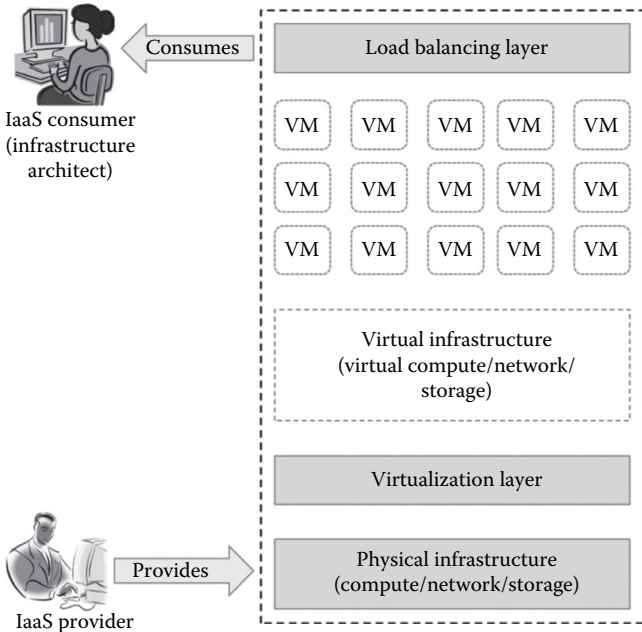 Consumes
Load balancing layer
IaaS consumer
(infrastructure
architect)
VM VM VM VM VM
VM VM VM VM VM
VM VM VM VM VM
Virtual infrastructure
(virtual compute/network/
storage)
Virtualization layer
Provides
Physical infrastructure
(compute/network/storage)
IaaS provider